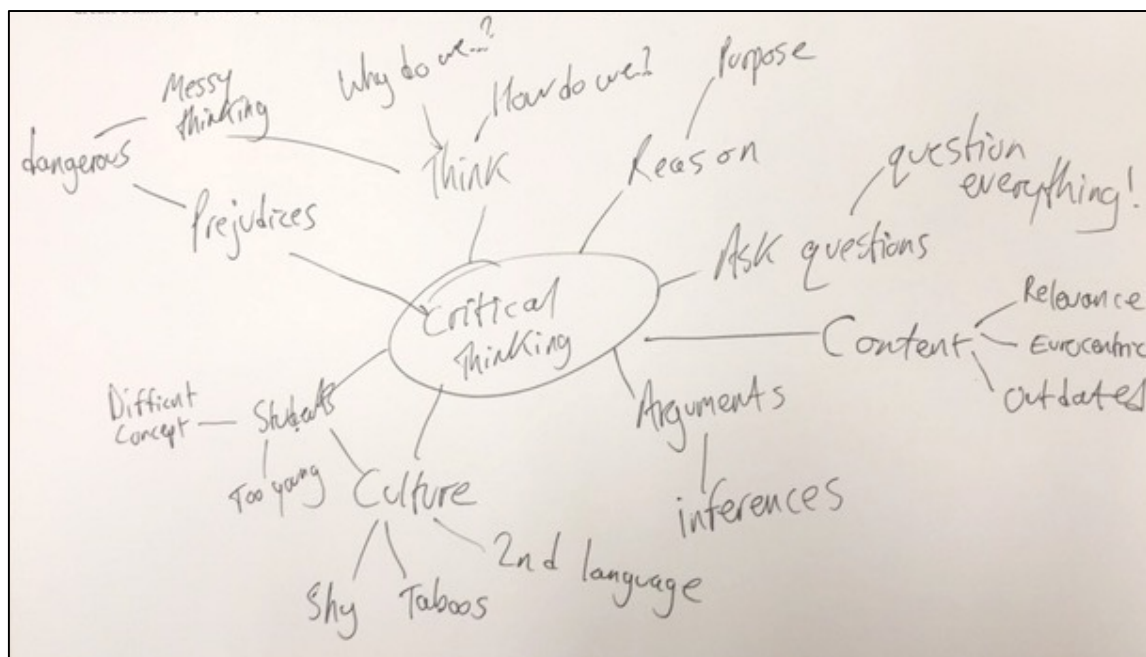 Why do we...?
How do we?
Purpose
Messy
thinking
dangerous
Think
Reason
question
everything!
Prejudices
Ask questions
Critical
Thinking
Content
Relevance
Eurocentric
Outdated
Arguments
inferences
Students
Difficult
Concept
Too young
Culture
2nd language
Shy
Taboos